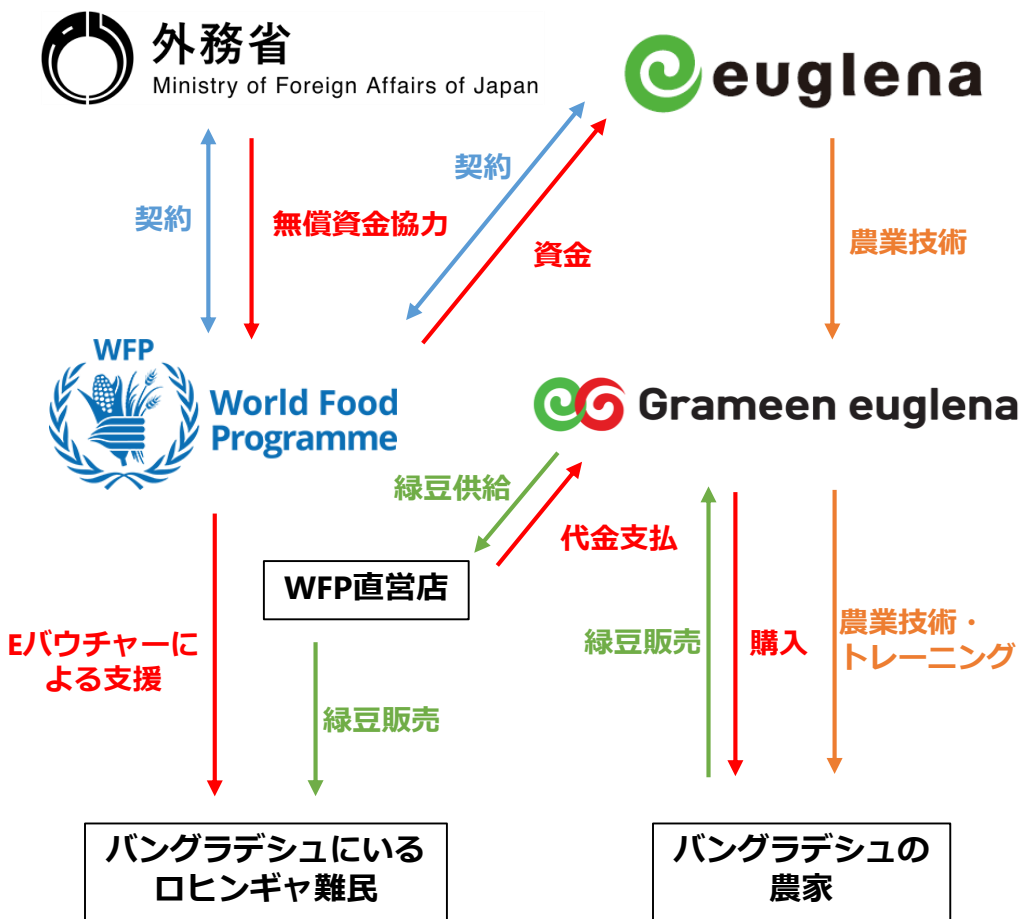 外務省
Ministry of Foreign Affairs of Japan
euglena
契約
無償資金協力
契約
資金
農業技術
WFP
World Food
Programme
Grameen euglena
緑豆供給
代金支払
WFP直営店
Eバウチャーに
よる支援
緑豆販売
緑豆販売
購入
農業技術・
トレーニング
バングラデシュにいる
ロヒンギャ難民
バングラデシュの
農家